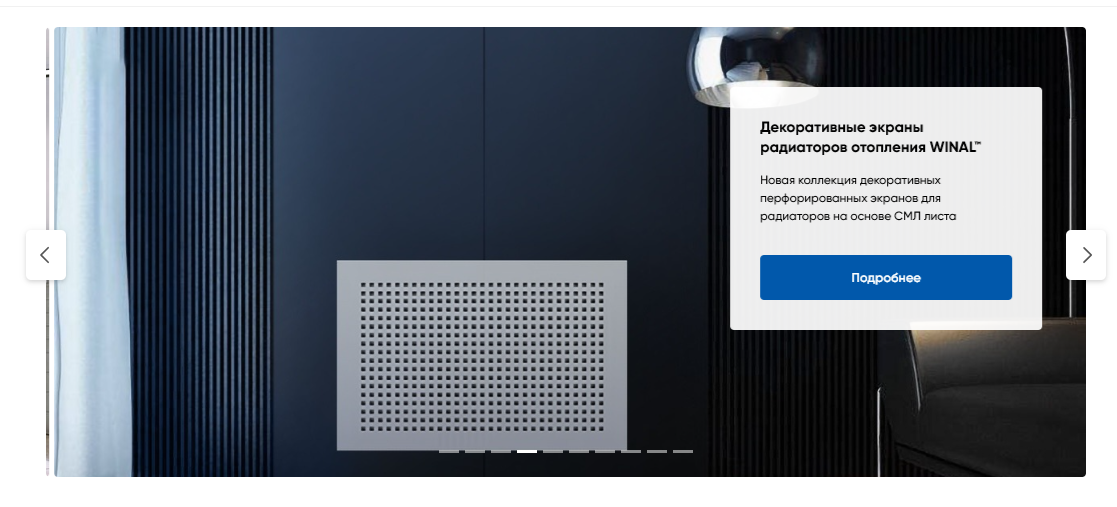 Декоративные экраны
радиаторов отопления WINAL™
Новая коллекция декоративных
перфорированных экранов для
радиаторов на основе СМЛ листа
Подробнее